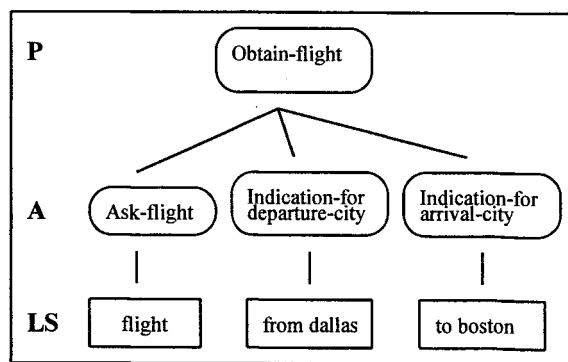 P
Obtain-flight
A
Ask-flight
Indication-for
departure-city
Indication-for
arrival-city
LS
flight
from dallas
to boston